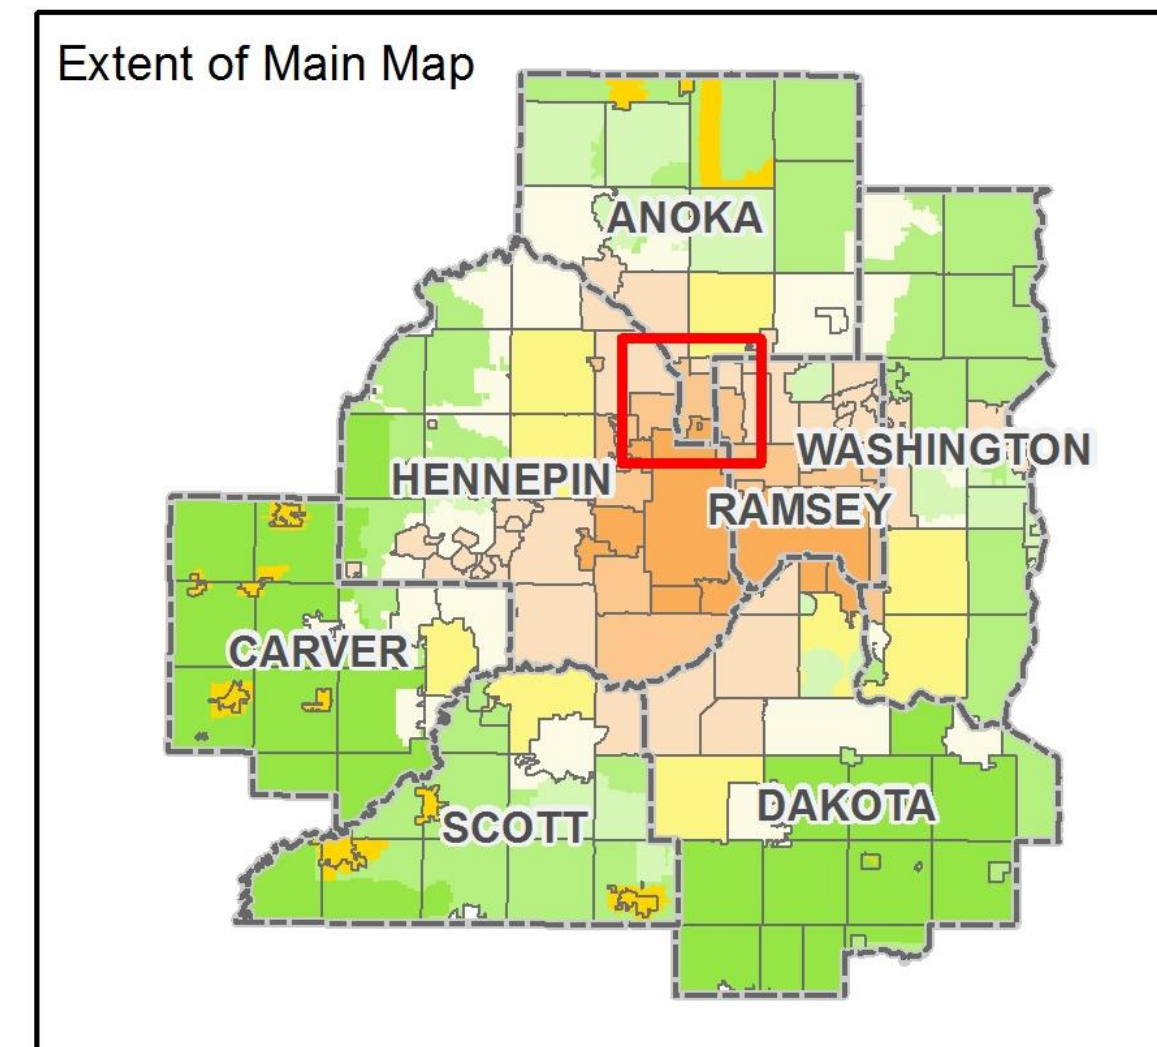 Extent of Main Map
ANOKA
WASHINGTON
HENNEPIN
RAMSEY
CARVER
SCOTT
DAKOTA